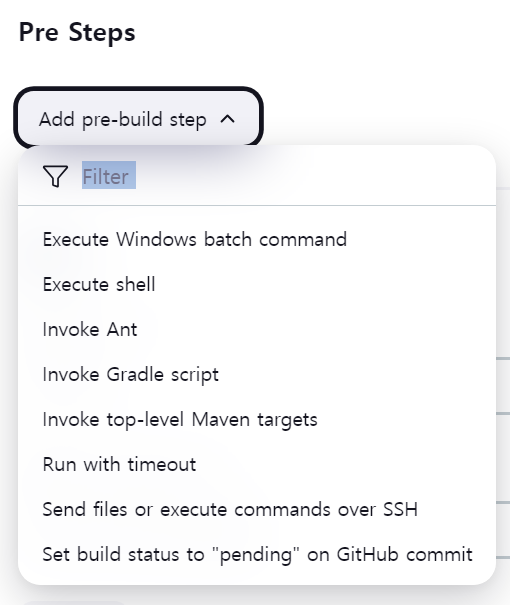 Pre Steps
Add pre-build step
Filter
Execute Windows batch command
Execute shell
Invoke Ant
Invoke Gradle script
Invoke top-level Maven targets
Run with timeout
Send files or execute commands over SSH
Set build status to "pending" on GitHub commit